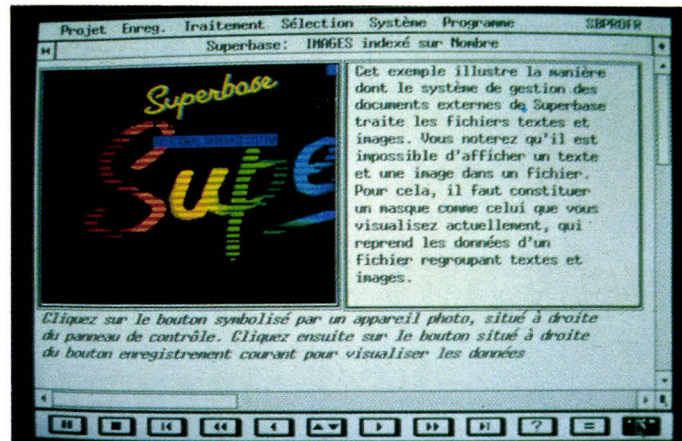 Projet Enreg. Traitement Sélection Système Programme SBPROFR
Superbase: IMAGES indexé sur Nombre
Superbase
Supe
Cet exemple illustre la manière
dont le système de gestion des
documents externes de Superbase
traite les fichiers textes et
images. Vous noterez qu'il est
impossible d'afficher un texte
et une image dans un fichier.
Pour cela, il faut constituer
un masque comme celui que vous
visualisez actuellement, qui
reprend les données d'un
fichier regroupant textes et
images.
Cliquez sur le bouton symbolisé par un appareil photo, situé à droite
du panneau de contrôle. Cliquez ensuite sur le bouton situé à droite
du bouton enregistrement courant pour visualiser les données
? =